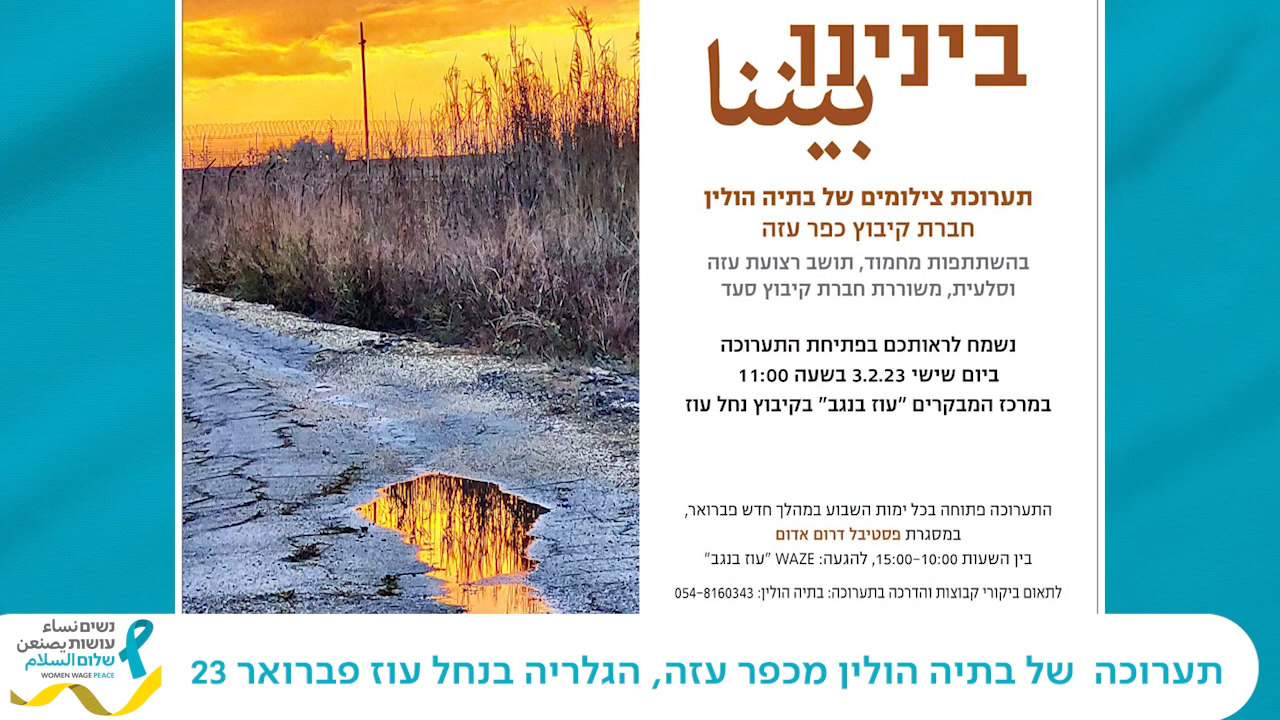 בינינו
بيننا
תערוכת צילומים של בתיה הולין
חברת קיבוץ כפר עזה
בהשתתפות מחמוד, תושב רצועת עזה
וסלעית, משוררת חברת קיבוץ סעד
נשמח לראותכם בפתיחת התערוכה
ביום שישי 3.2.23 בשעה 11:00
במרכז המבקרים "עוז בנגב" בקיבוץ נחל עוז
התערוכה פתוחה בכל ימות השבוע במהלך חדש פברואר,
במסגרת פסטיבל דרום אדום
בין השעות 15:00-10:00, להגעה: WAZE "עוז בנגב"
לתאום ביקורי קבוצות והדרכה בתערוכה: בתיה הולין: 054-8160343
נשים نساء
עושות يصنعن
שלום السلام
WOMEN WAGE PEACE
תערוכה של בתיה הולין מכפר עזה, הגלריה בנחל עוז פברואר 23